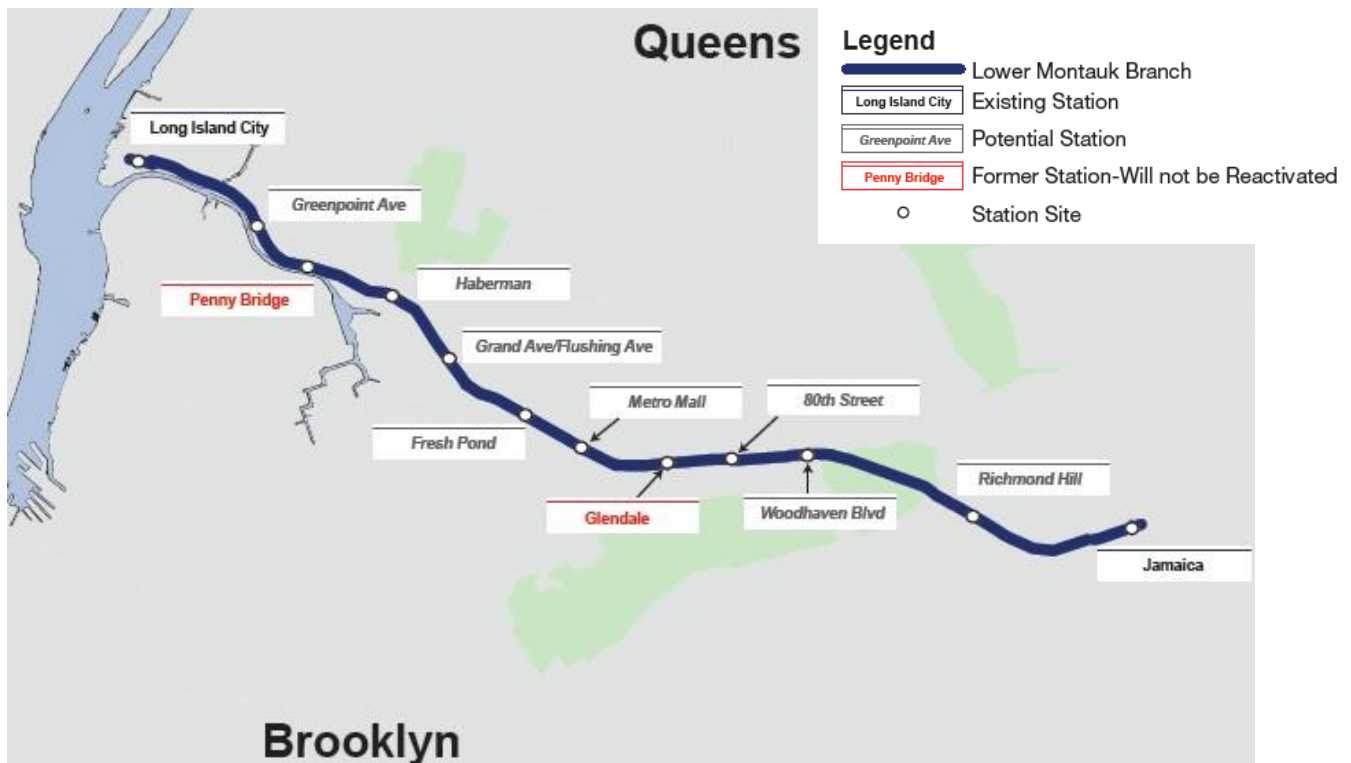 Queens
Legend
Lower Montauk Branch
Long Island City
Existing Station
Greenpoint Ave
Potential Station
Penny Bridge
Former Station-Will not be Reactivated
Station Site
Long Island City
Greenpoint Ave
Penny Bridge
Haberman
Grand Ave/Flushing Ave
Metro Mall
80th Street
Fresh Pond
Richmond Hill
Glendale
Woodhaven Blvd
Jamaica
Brooklyn